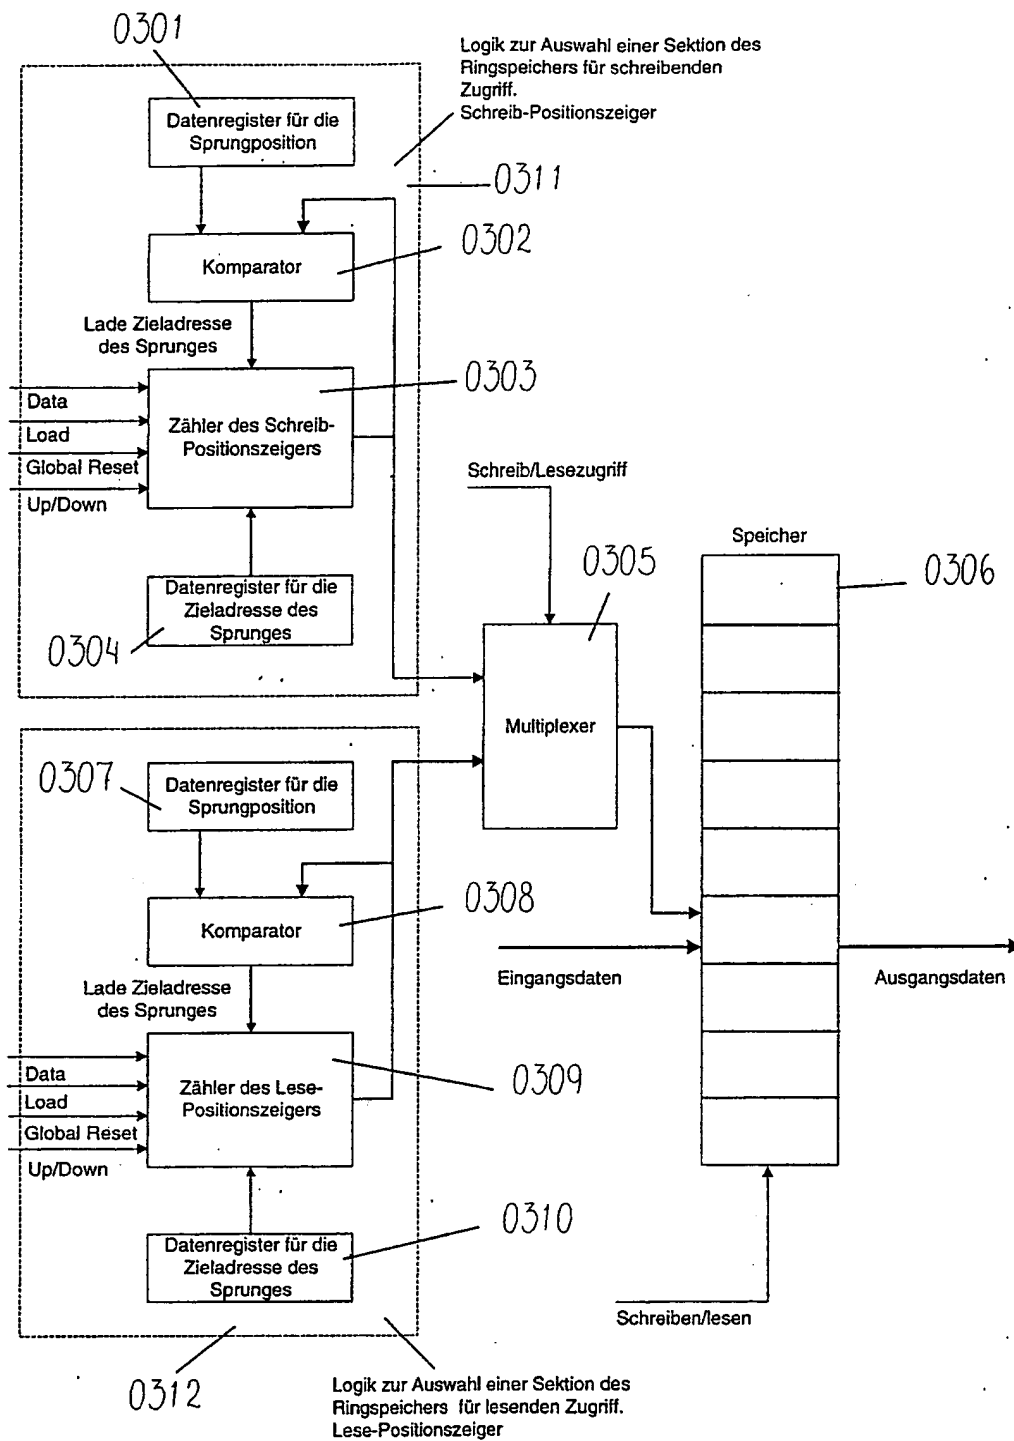 0301
Logik zur Auswahl einer Sektion des
Ringspeichers für schreibenden
Zugriff.
Schreib-Positionszeiger
Datenregister für die
Sprungposition
0311
0302
Komparator
Lade Zieladresse
des Sprunges
0303
Data
Load
Global Reset
Up/Down
Zähler des Schreib-
Positionszeigers
Schreib/Lesezugriff
Speicher
0305
0306
Datenregister für die
Zieladresse des
Sprunges
0304
Multiplexer
0307
Datenregister für die
Sprungposition
0308
Komparator
Eingangsdaten
Ausgangsdaten
Lade Zieladresse
des Sprunges
0309
Data
Load
Global Reset
Up/Down
Zähler des Lese-
Positionszeigers
0310
Datenregister für die
Zieladresse des
Sprunges
Schreiben/lesen
0312
Logik zur Auswahl einer Sektion des
Ringspeichers für lesenden Zugriff.
Lese-Positionszeiger